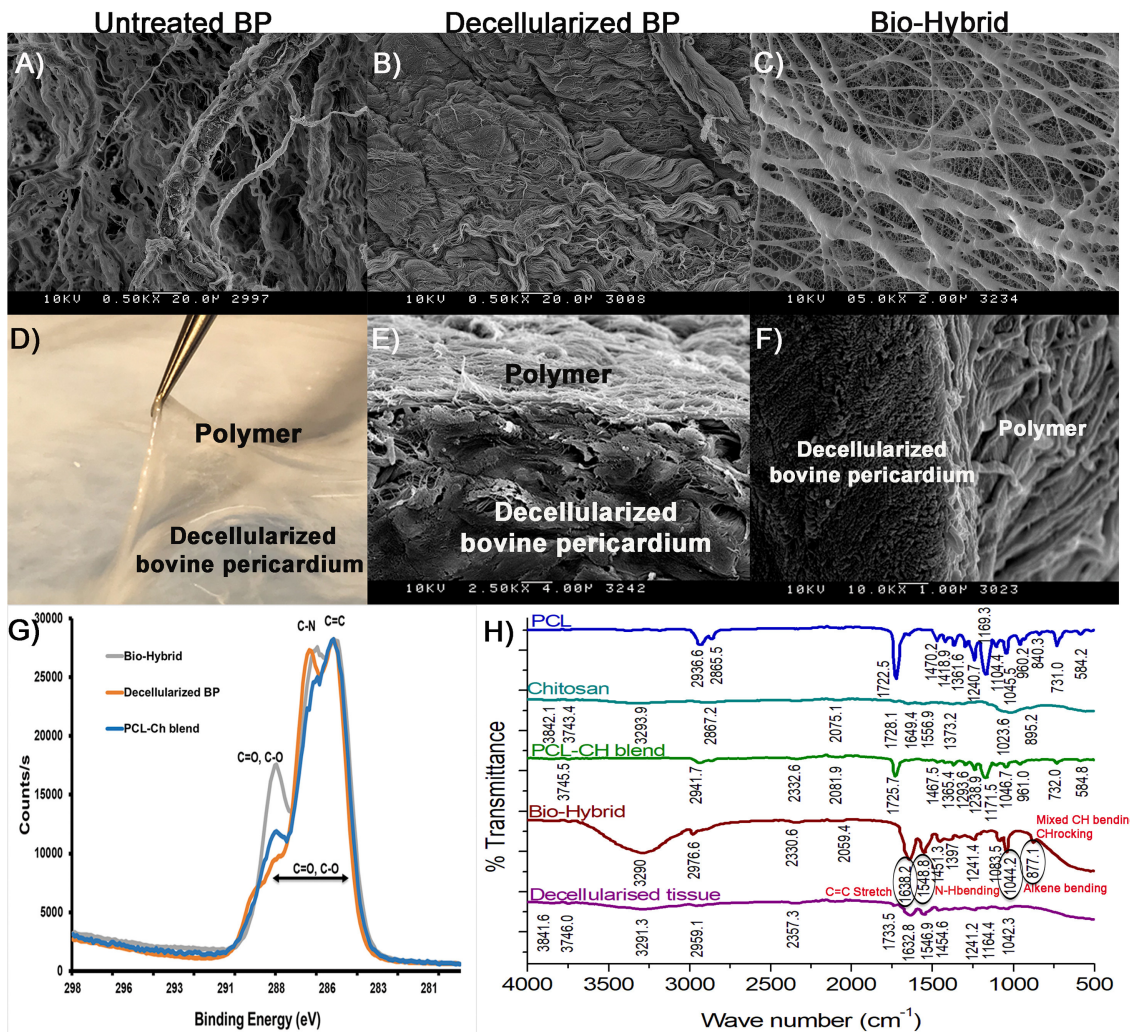 Untreated BP
Decellularized BP
Bio-Hybrid
A)
B)
C)
10KV 0.50KX 20.0μ 2997
10KV 0.50KX 20.0μ 3008
10KV 05.0KX 2.00μ 3234
D)
E)
F)
Polymer
Decellularized
bovine pericardium
Polymer
Decellularized
bovine pericardium
10KV 2.50KX 4.00μ 3242
Decellularized
bovine pericardium
Polymer
10KV 10.0KX 1.00μ 3023
G)
30000
25000
20000
15000
10000
5000
0
Counts/s
Bio-Hybrid
Decellularized BP
PCL-Ch blend
C-N
C=C
C=O, C-O
C=O, C-O
298
296
295
293
291
290
288
286
285
283
281
Binding Energy (eV)
H)
% Transmittance
PCL
2936.6
2865.5
1722.5
1470.2
1418.9
1361.6
1240.7
1169.3
1104.4
1045.5
960.2
840.3
731.0
584.2
Chitosan
3842.1
3743.4
3293.9
2867.2
2075.1
1728.1
1649.4
1556.9
1373.2
1023.6
895.2
PCL-CH blend
3745.5
2941.7
2332.6
2081.9
1725.7
1467.5
1365.4
1293.6
1238.9
1171.5
1046.7
961.0
732.0
584.8
Bio-Hybrid
Mixed CH bendin
CHrocking
3290
2976.6
2330.6
2059.4
1638.2
1548.8
1451.3
1397
1241.4
1083.5
1044.2
877.1
C=C Stretch
N-Hbending
Alkene bending
Decellularised tissue
3841.6
3746.0
3291.3
2959.1
2357.3
1733.5
1632.8
1546.9
1454.6
1241.2
1164.4
1042.3
4000
3500
3000
2500
2000
1500
1000
500
Wave number (cm⁻¹)